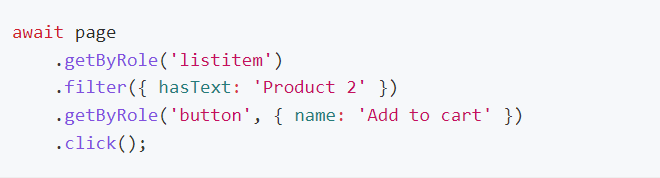 await page
    .getByRole('listitem')
    .filter({ hasText: 'Product 2' })
    .getByRole('button', { name: 'Add to cart' })
    .click();